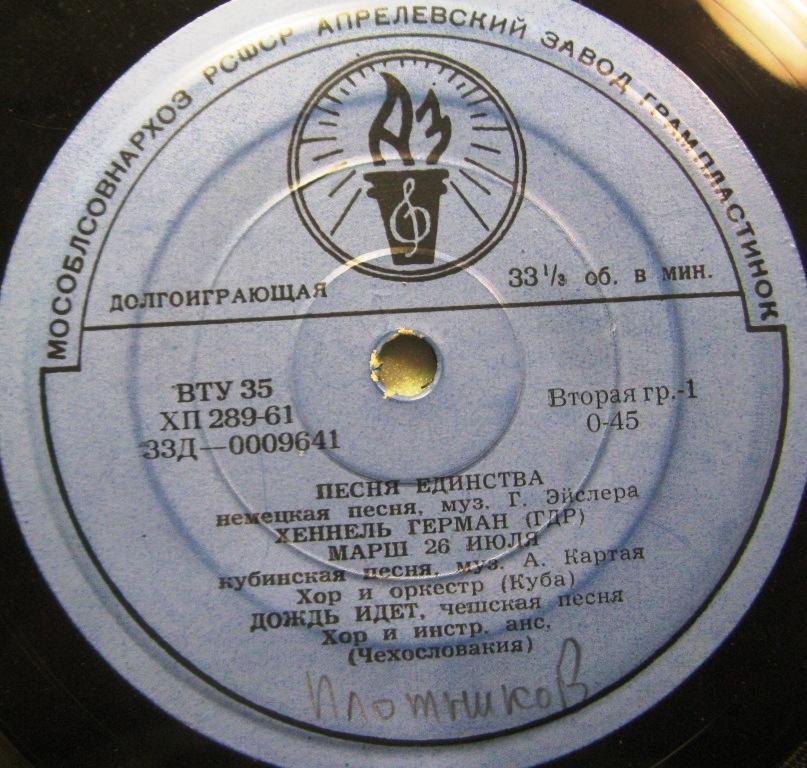 МОСОБЛСОВНАРХОЗ РСФСР АПРЕЛЕВСКИЙ ЗАВОД ГРАМПЛАСТИНОК
АЗ
ДОЛГОИГРАЮЩАЯ
33 1/3 об. в мин.
ВТУ 35
ХП 289-61
33Д—0009641
Вторая гр.-1
0-45
ПЕСНЯ ЕДИНСТВА
немецкая песня, муз. Г. Эйслера
ХЕННЕЛЬ ГЕРМАН (ГДР)
МАРШ 26 ИЮЛЯ
кубинская песня, муз. А. Картая
Хор и оркестр (Куба)
ДОЖДЬ ИДЕТ, чешская песня
Хор и инстр. анс.
(Чехословакия)
Плотников